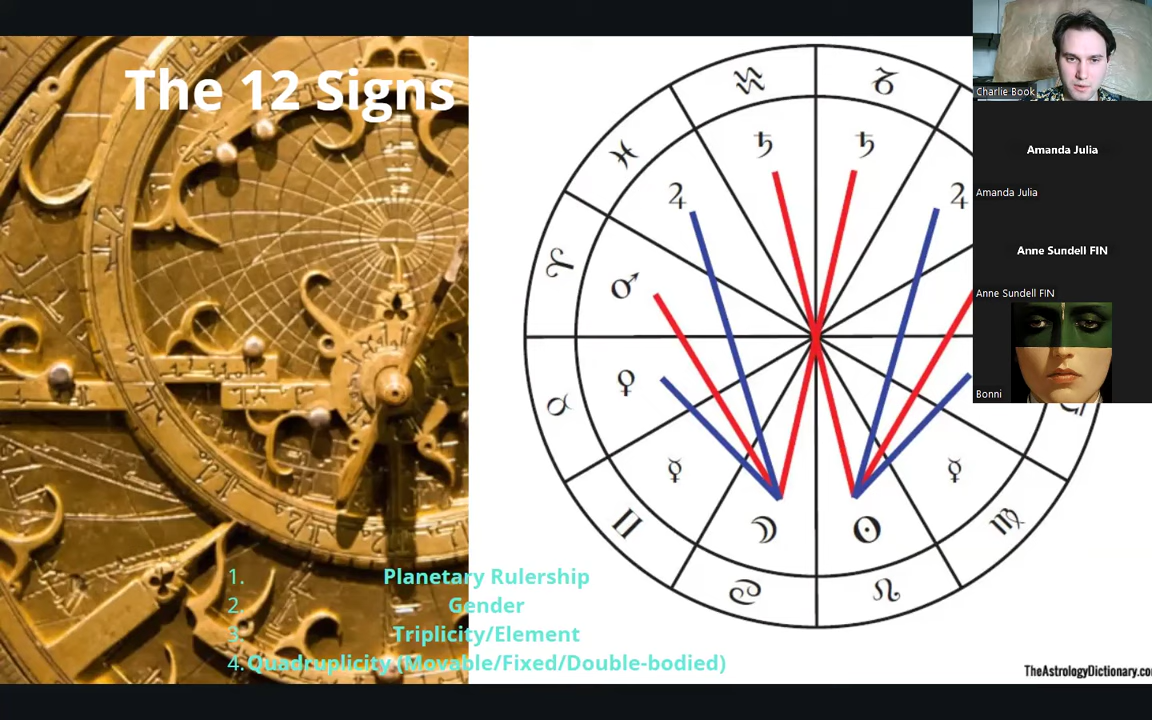 The 12 Signs
♒ ♑
♓ ♄ ♄
♃ ♃
♈ ♂
♉ ♀
☿ ☿
♊ ♍
☽ ☉
♋ ♌
1. Planetary Rulership
2. Gender
3. Triplicity/Element
4. Quadruplicity (Movable/Fixed/Double-bodied)
TheAstrologyDictionary.co
Charlie Book
Amanda Julia
Amanda Julia
Anne Sundell FIN
Anne Sundell FIN
Bonni